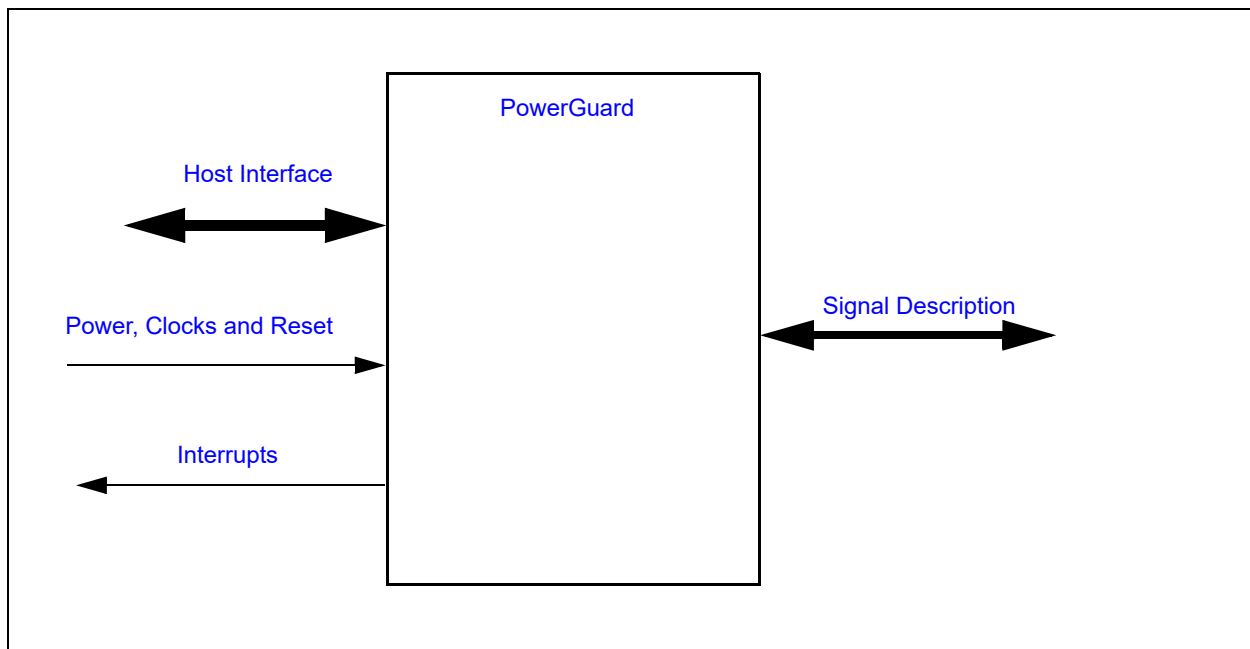 PowerGuard
Host Interface
Signal Description
Power, Clocks and Reset
Interrupts